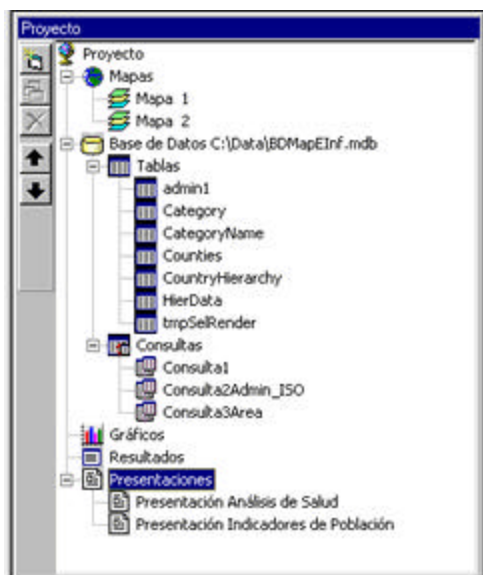 Proyecto
Proyecto
Mapas
Mapa 1
Mapa 2
Base de Datos C:\Data\BDMapEInf.mdb
Tablas
admin1
Category
CategoryName
Counties
CountryHierarchy
HierData
tmpSelRender
Consultas
Consulta1
Consulta2Admin_ISO
Consulta3Area
Gráficos
Resultados
Presentaciones
Presentación Análisis de Salud
Presentación Indicadores de Población